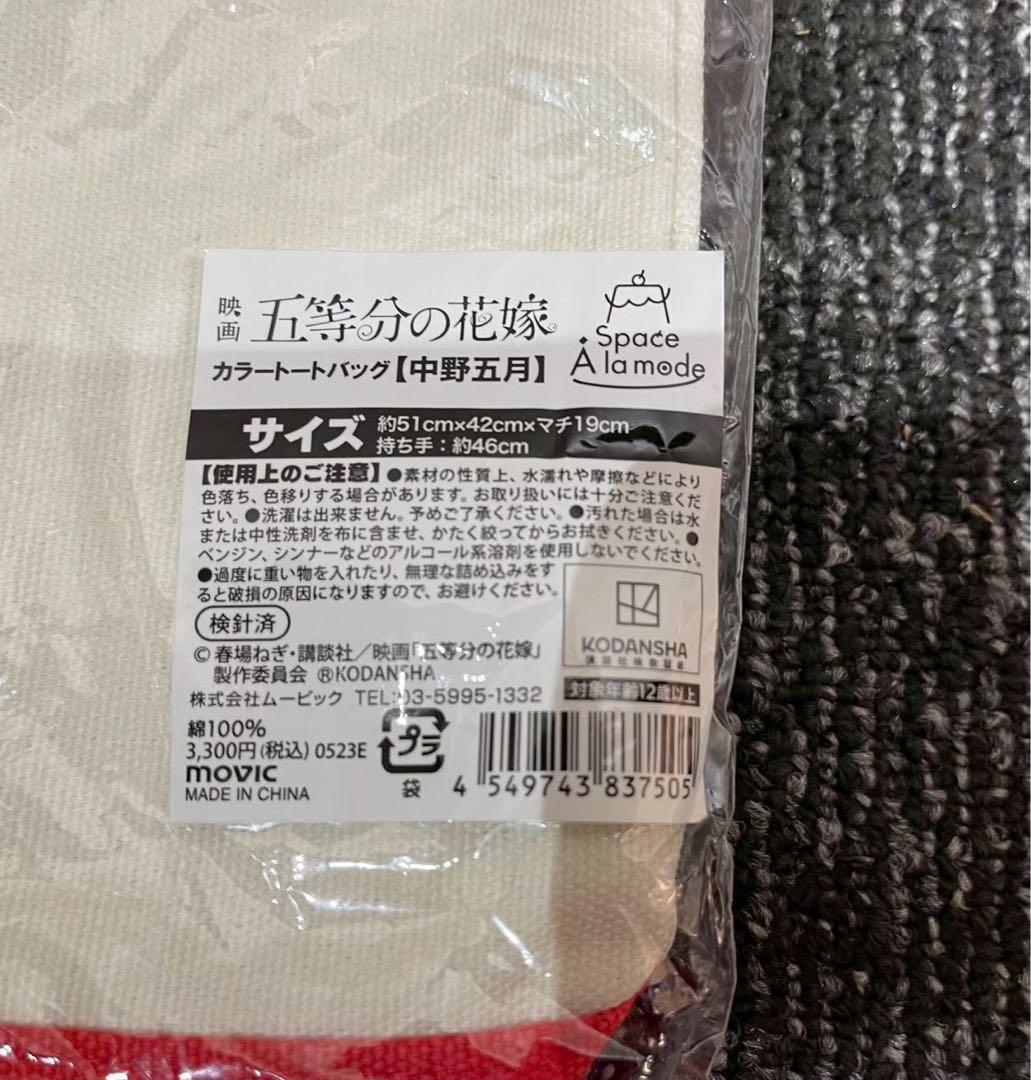 映画 五等分の花嫁
カラートートバッグ【中野五月】
Space
À la mode
サイズ 約51cm×42cm×マチ19cm
持ち手：約46cm
【使用上のご注意】●素材の性質上、水濡れや摩擦などにより
色落ち、色移りする場合があります。お取り扱いには十分ご注意くだ
さい。●洗濯は出来ません。予めご了承ください。●汚れた場合は水
または中性洗剤を布に含ませ、かたく絞ってからお拭きください。●
ベンジン、シンナーなどのアルコール系溶剤を使用しないでください。
●過度に重い物を入れたり、無理な詰め込みをす
ると破損の原因になりますので、お避けください。
検針済
KODANSHA
©春場ねぎ・講談社／映画「五等分の花嫁」
製作委員会 ®KODANSHA
対象年齢12歳以上
株式会社ムービック TEL:03-5995-1332
綿100%
3,300円(税込) 0523E
movic
MADE IN CHINA
プラ
袋
4 549743 837505